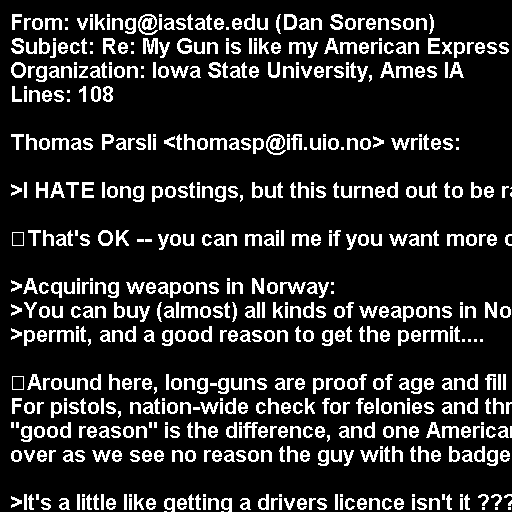 From: viking@iastate.edu (Dan Sorenson)
Subject: Re: My Gun is like my American Express
Organization: Iowa State University, Ames IA
Lines: 108
Thomas Parsli <thomasp@ifi.uio.no> writes:
>I HATE long postings, but this turned out to be
That's OK -- you can mail me if you want more
>Acquiring weapons in Norway:
>You can buy (almost) all kinds of weapons in
>permit, and a good reason to get the permit....
Around here, long-guns are proof of age and fill
For pistols, nation-wide check for felonies and
"good reason" is the difference, and one
over as we see no reason the guy with the badge
>It's a little like getting a drivers licence isn't it ???